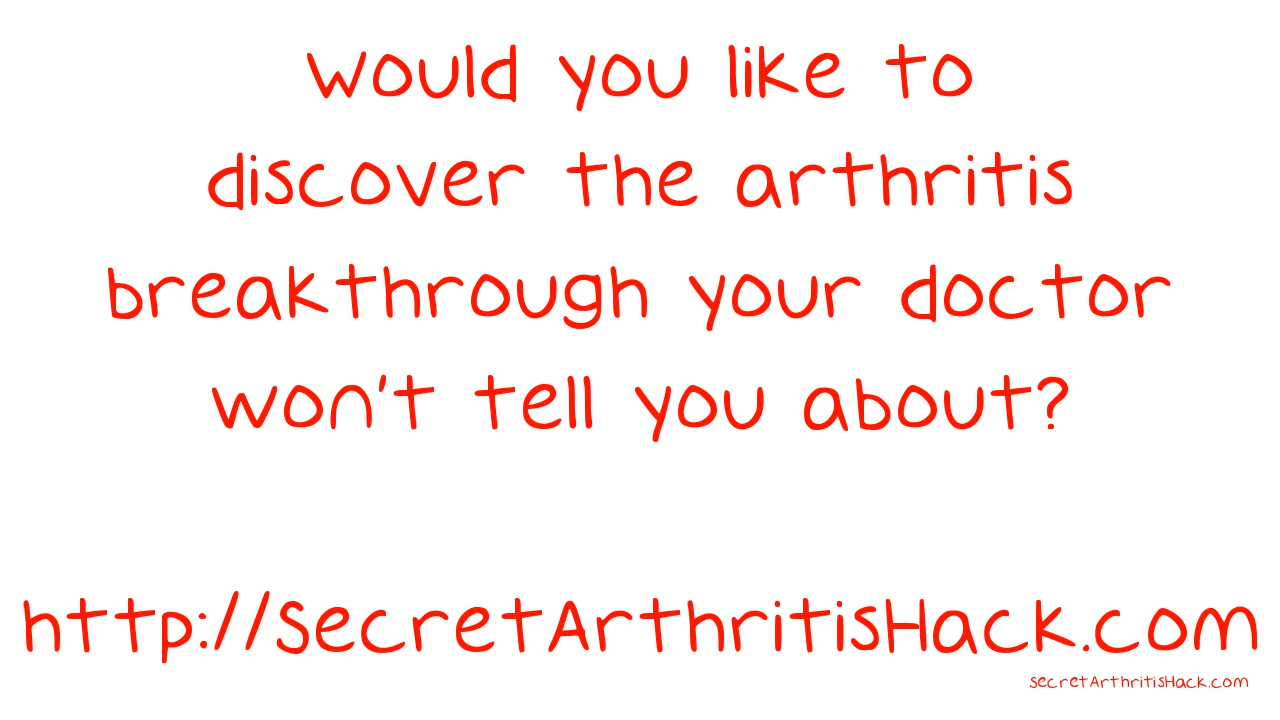 Would you like to
discover the arthritis
breakthrough your doctor
won't tell you about?
http://SecretArthritisHack.com
SecretArthritisHack.com